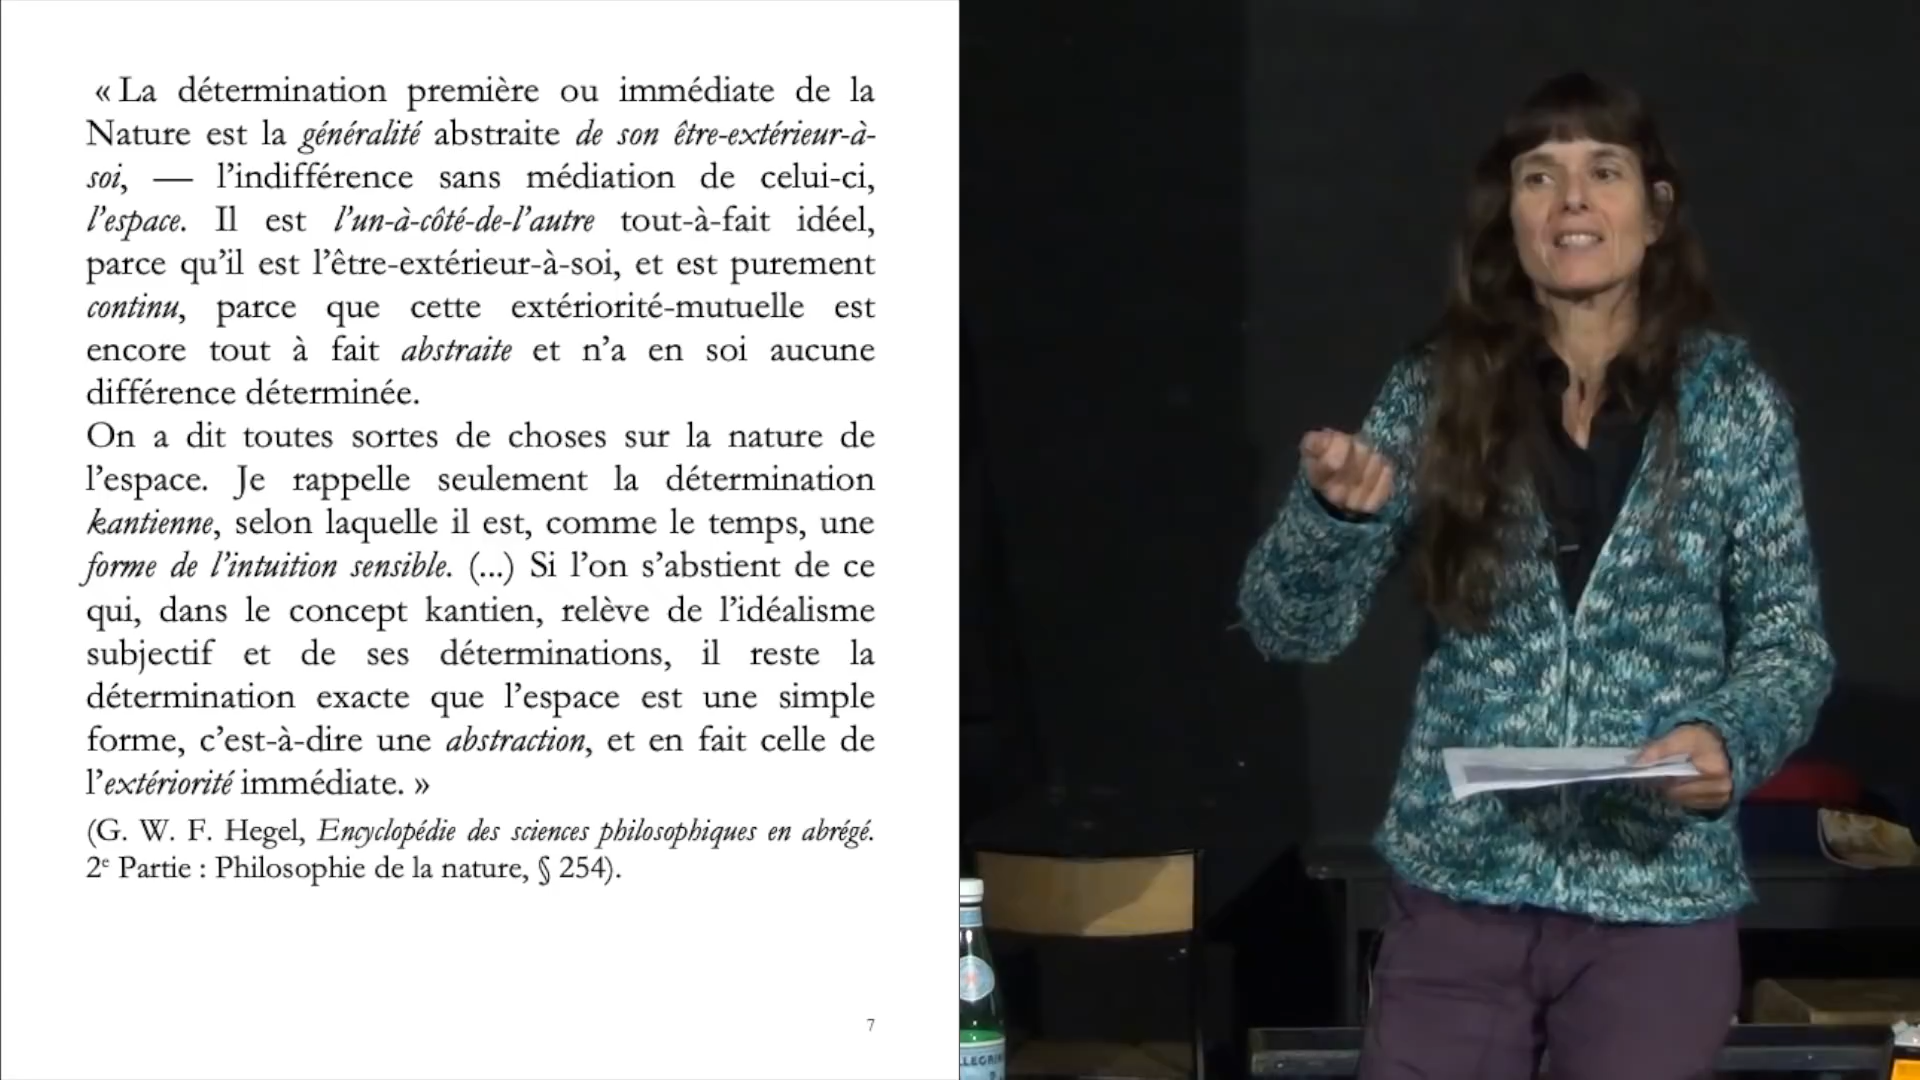 « La détermination première ou immédiate de la
Nature est la généralité abstraite de son être-extérieur-à-
soi, — l’indifférence sans médiation de celui-ci,
l’espace. Il est l’un-à-côté-de-l’autre tout-à-fait idéel,
parce qu’il est l’être-extérieur-à-soi, et est purement
continu, parce que cette extériorité-mutuelle est
encore tout à fait abstraite et n’a en soi aucune
différence déterminée.
On a dit toutes sortes de choses sur la nature de
l’espace. Je rappelle seulement la détermination
kantienne, selon laquelle il est, comme le temps, une
forme de l’intuition sensible. (...) Si l’on s’abstient de ce
qui, dans le concept kantien, relève de l’idéalisme
subjectif et de ses déterminations, il reste la
détermination exacte que l’espace est une simple
forme, c’est-à-dire une abstraction, et en fait celle de
l’extériorité immédiate. »
(G. W. F. Hegel, Encyclopédie des sciences philosophiques en abrégé.
2e Partie : Philosophie de la nature, § 254).
7